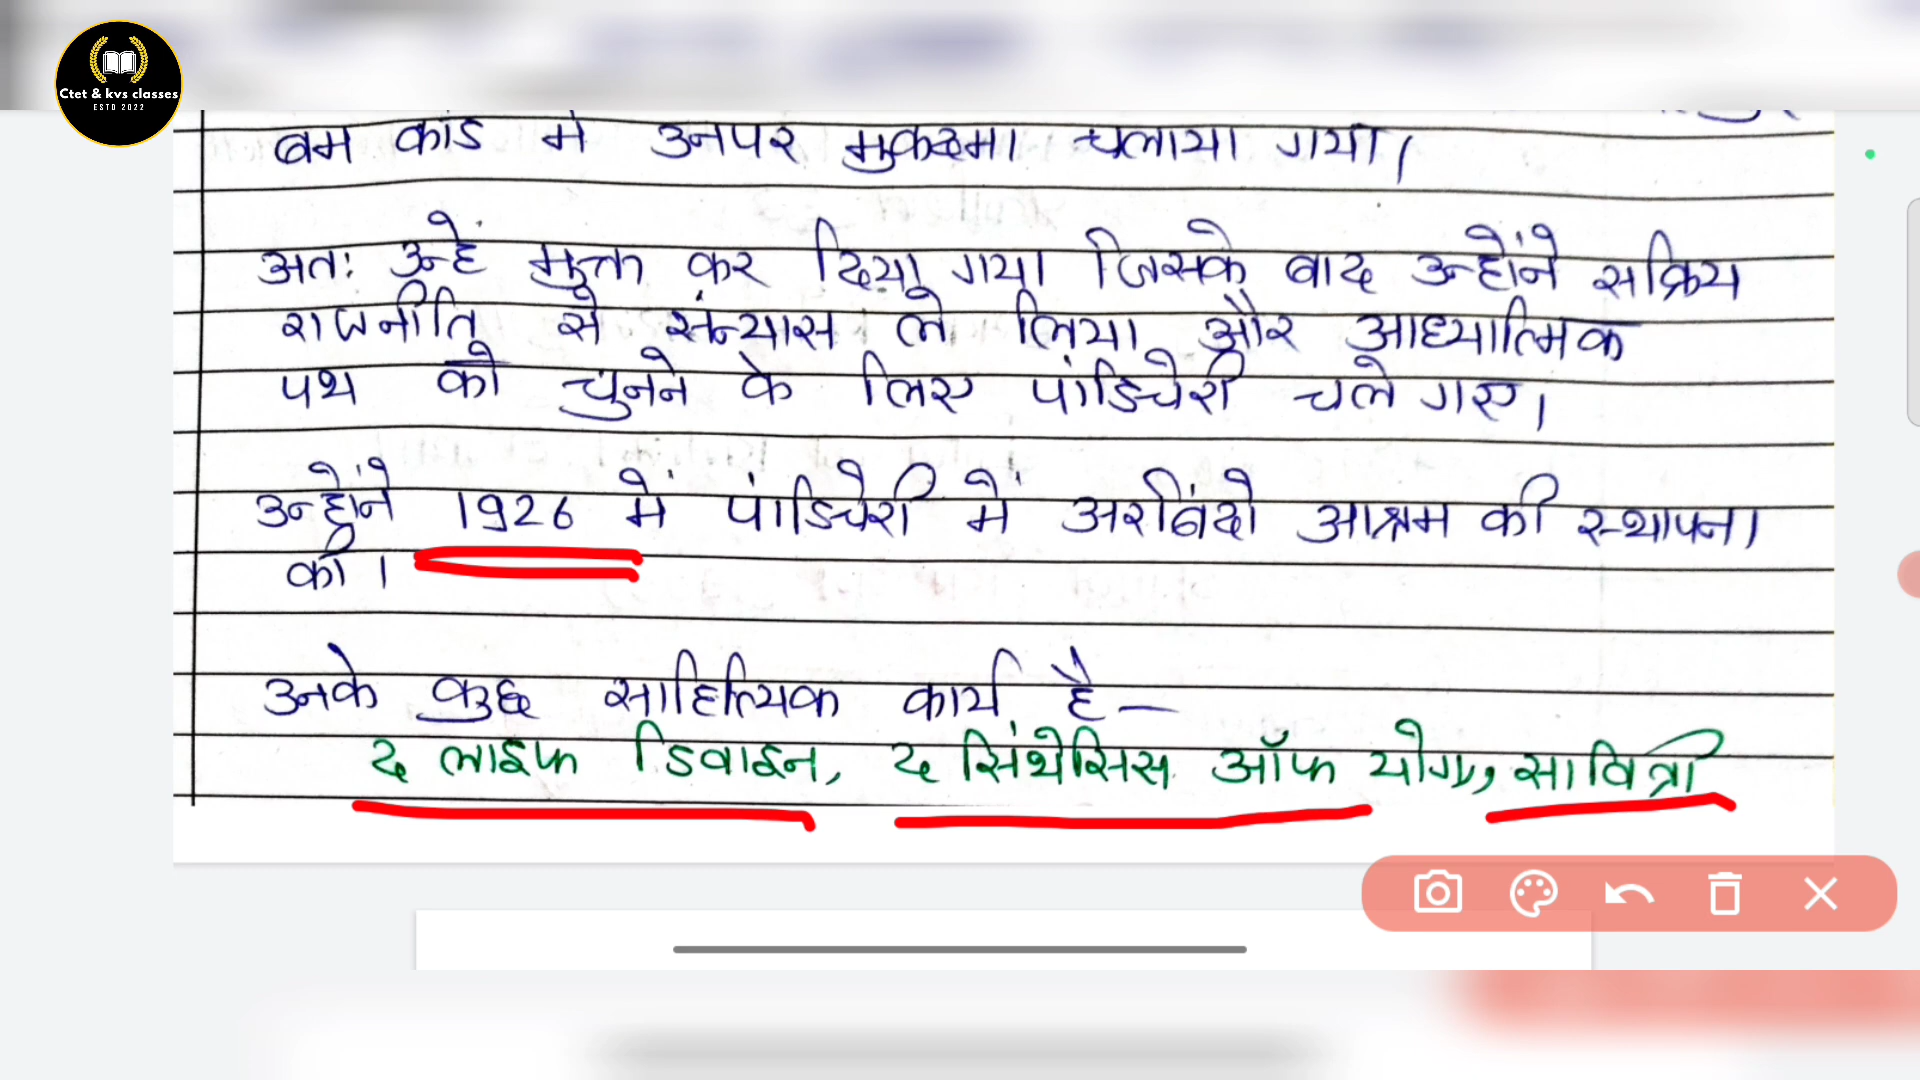 Ctet & kvs classes
ESTD 2022
बम कांड में उनपर मुकदमा चलाया गया।
अतः उन्हें मुक्त कर दिया गया जिसके बाद उन्होंने सक्रिय
राजनीति से संन्यास ले लिया और आध्यात्मिक
पथ को चुनने के लिए पांडिचेरी चले गए।
उन्होंने 1926 में पांडिचेरी में अरबिंदो आश्रम की स्थापना
की।
उनके कुछ साहित्यिक कार्य है —
द लाइफ डिवाइन, द सिंथेसिस ऑफ योग, सावित्री